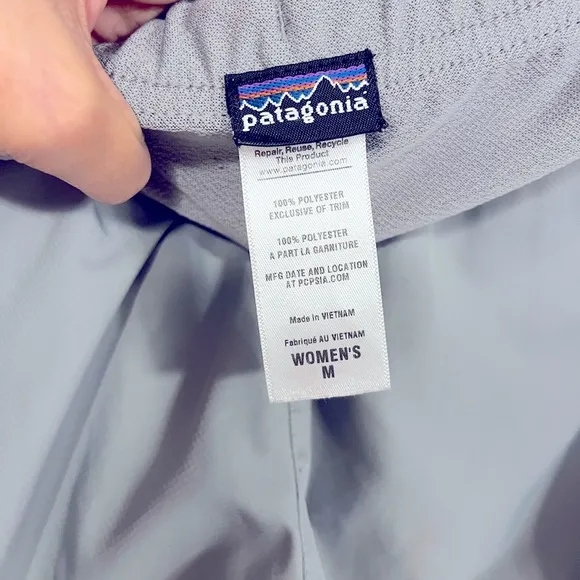 patagonia
Repair, Reuse, Recycle
This Product
www.patagonia.com
100% POLYESTER
EXCLUSIVE OF TRIM
100% POLYESTER
A PART LA GARNITURE
MFG DATE AND LOCATION
AT PCPSIA.COM
Made in VIETNAM
Fabriqué AU VIETNAM
WOMEN'S
M